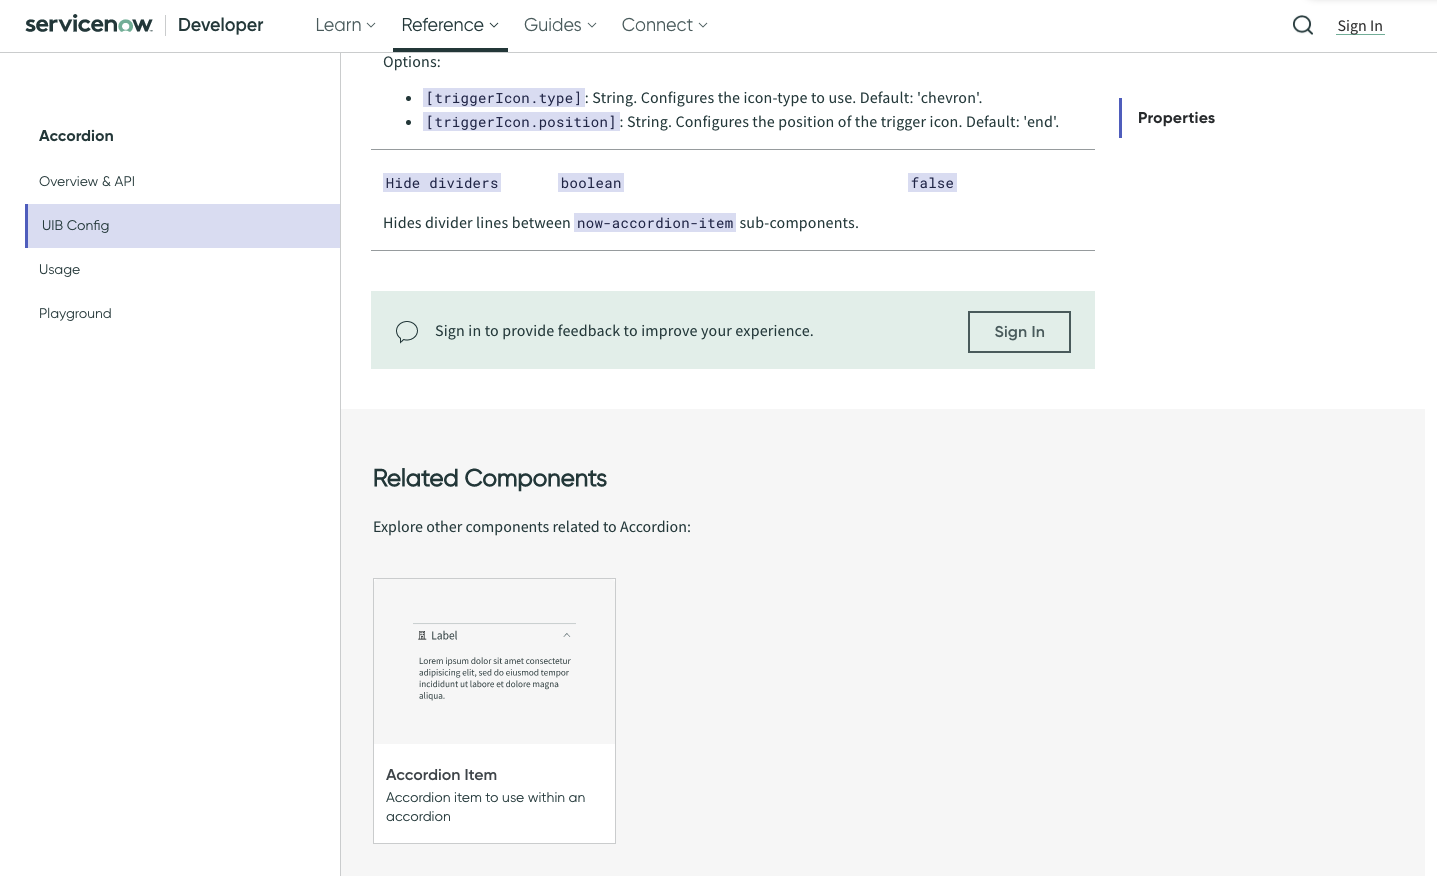 servicenow Developer Learn Reference Guides Connect Sign In
Options:
[triggerIcon.type]: String. Configures the icon-type to use. Default: 'chevron'.
[triggerIcon.position]: String. Configures the position of the trigger icon. Default: 'end'.
Properties
Accordion
Overview & API
UIB Config
Usage
Playground
Hide dividers boolean false
Hides divider lines between now-accordion-item sub-components.
Sign in to provide feedback to improve your experience. Sign In
Related Components
Explore other components related to Accordion:
Label
Lorem ipsum dolor sit amet consectetur
adipisicing elit, sed do eiusmod tempor
incididunt ut labore et dolore magna
aliqua.
Accordion Item
Accordion item to use within an
accordion